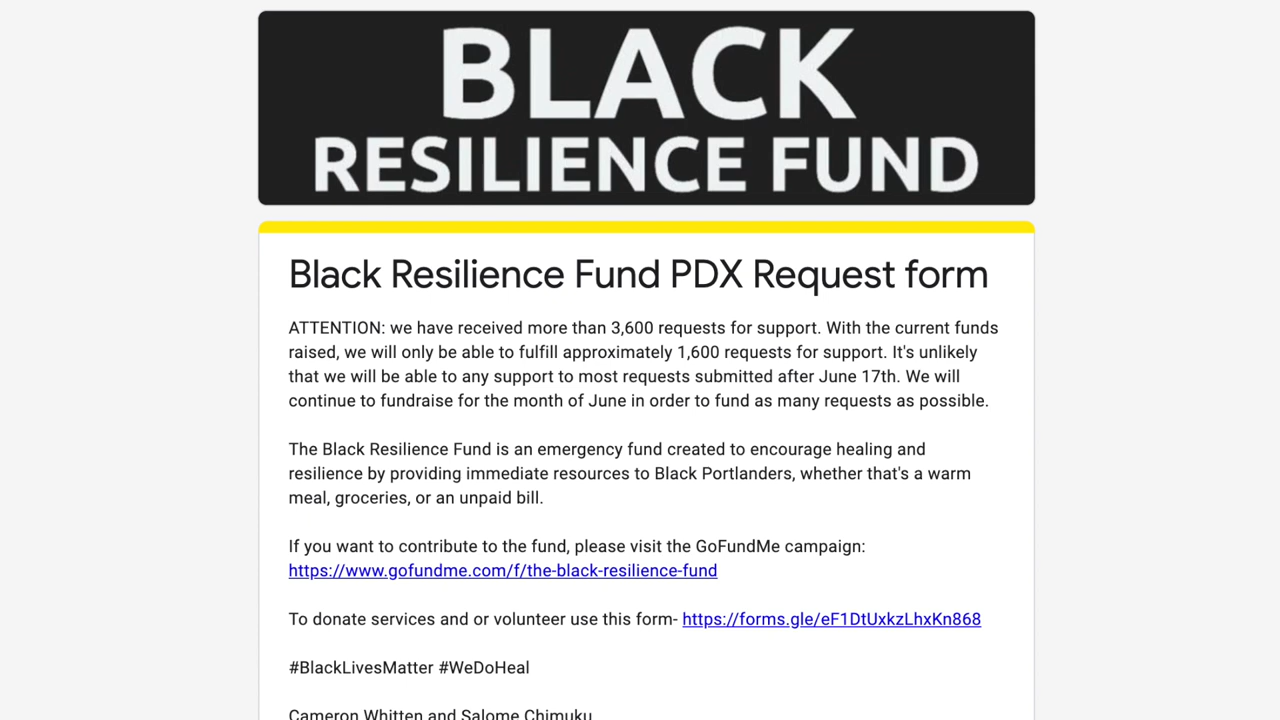 BLACK
RESILIENCE FUND
Black Resilience Fund PDX Request form
ATTENTION: we have received more than 3,600 requests for support. With the current funds
raised, we will only be able to fulfill approximately 1,600 requests for support. It's unlikely
that we will be able to any support to most requests submitted after June 17th. We will
continue to fundraise for the month of June in order to fund as many requests as possible.
The Black Resilience Fund is an emergency fund created to encourage healing and
resilience by providing immediate resources to Black Portlanders, whether that's a warm
meal, groceries, or an unpaid bill.
If you want to contribute to the fund, please visit the GoFundMe campaign:
https://www.gofundme.com/f/the-black-resilience-fund
To donate services and or volunteer use this form- https://forms.gle/eF1DtUxkzLhxKn868
#BlackLivesMatter #WeDoHeal
Cameron Whitten and Salome Chimuku